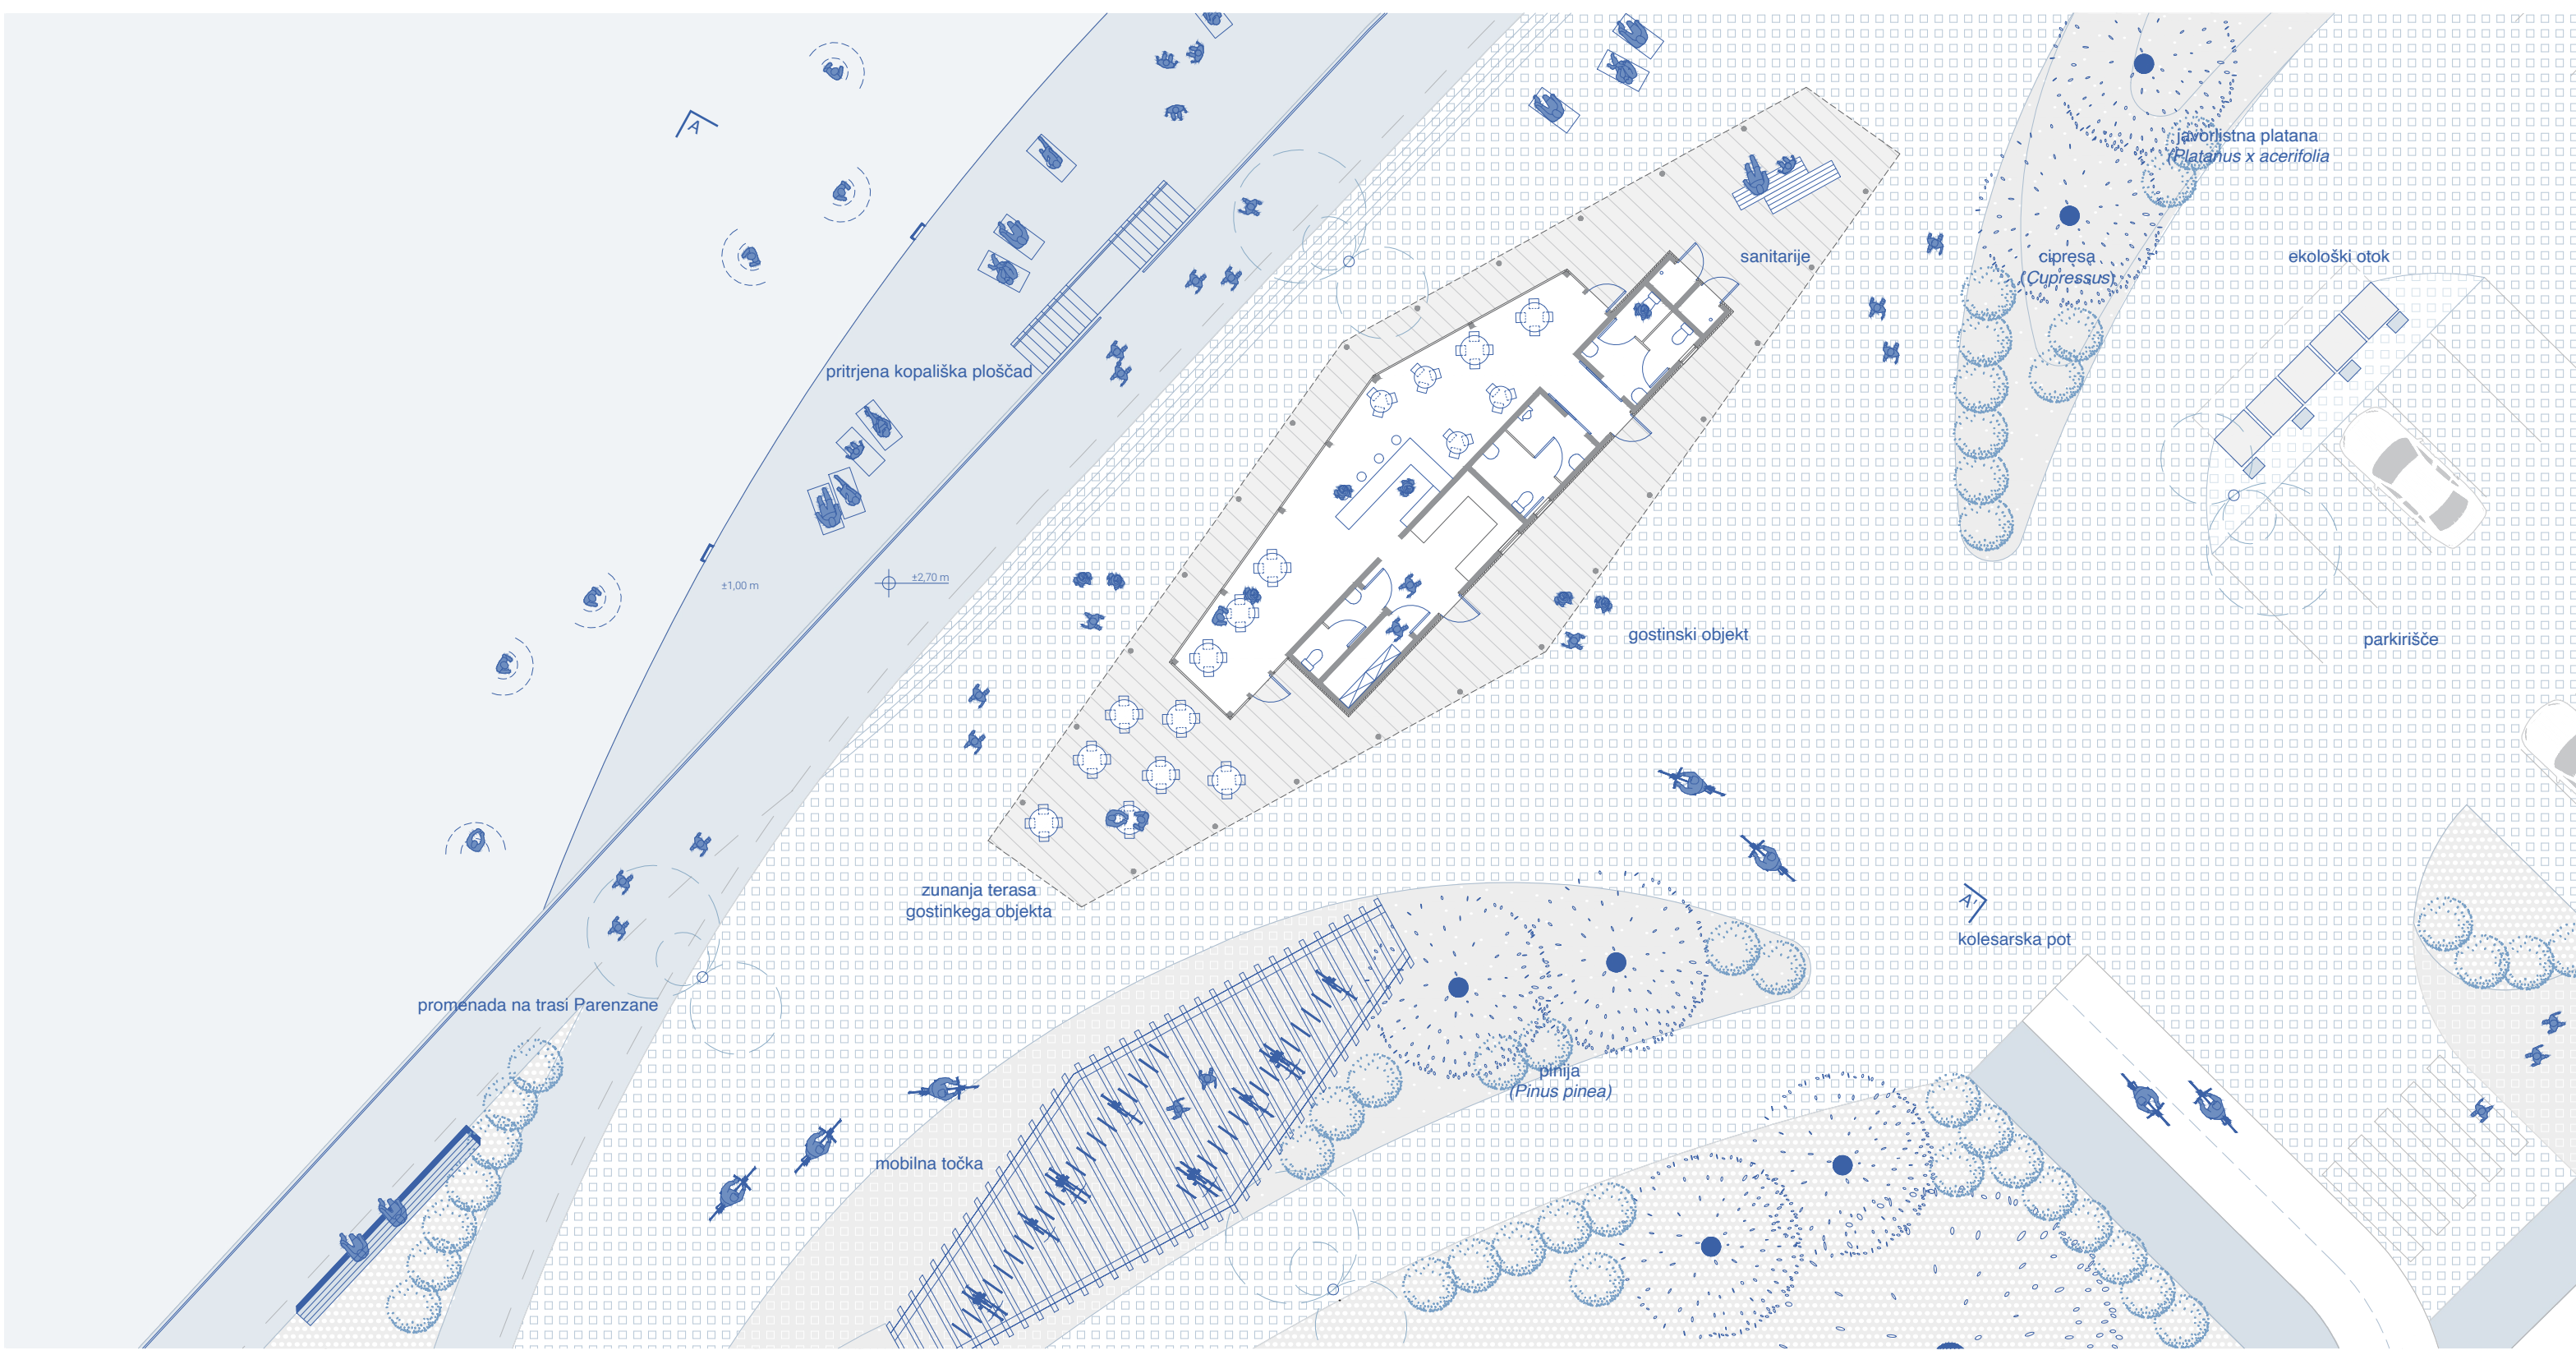 A
javorlistna platana
(Platanus x acerifolia
sanitarije
cipresa
(Cupressus)
ekološki otok
pritrjena kopališka ploščad
±1,00 m
±2,70 m
gostinski objekt
parkirišče
zunanja terasa
gostinkega objekta
A'
kolesarska pot
promenada na trasi Parenzane
pinija
(Pinus pinea)
mobilna točka